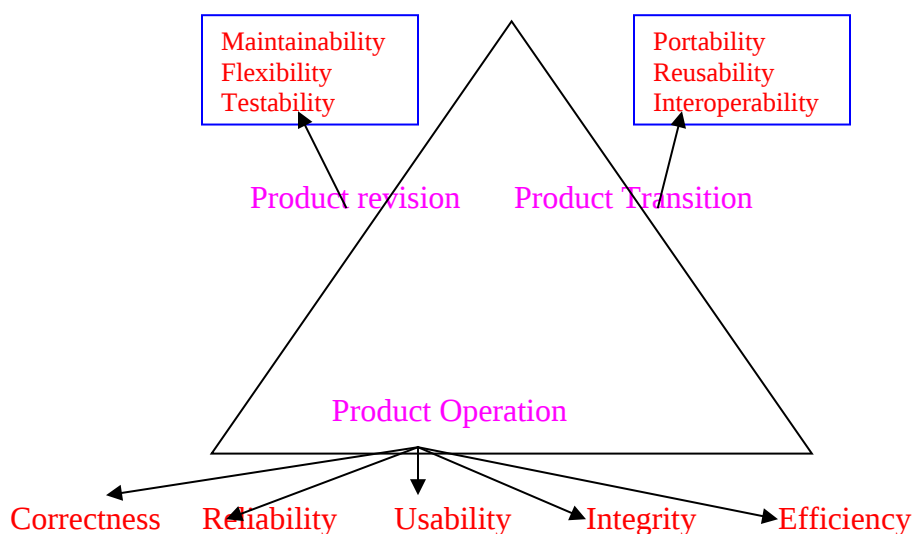 Maintainability
Flexibility
Testability
Portability
Reusability
Interoperability
Product revision
Product Transition
Product Operation
Correctness
Reliability
Usability
Integrity
Efficiency